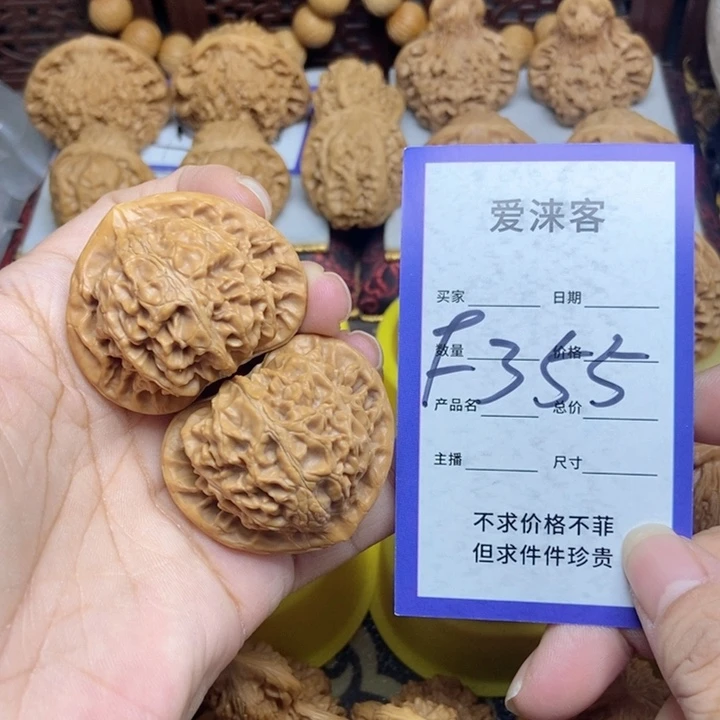 爱涞客
买家 日期
数量 价格
F355
产品名 总价
主播 尺寸
不求价格不菲
但求件件珍贵